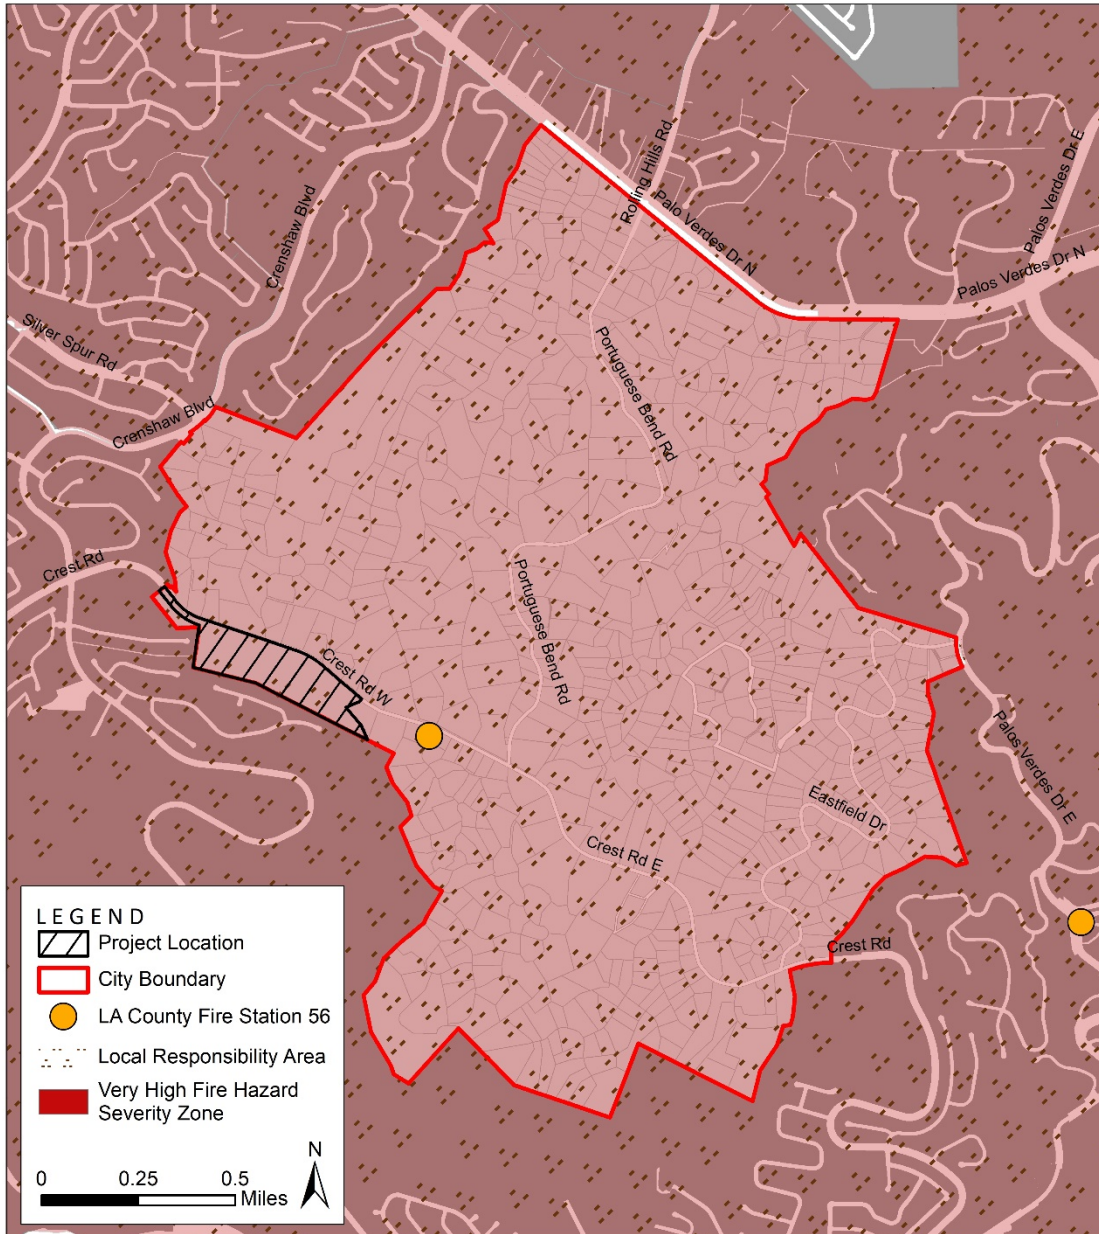 Rolling Hills Rd
Palos Verdes Dr E
Crenshaw Blvd
Palo Verdes Dr N
Palos Verdes Dr N
Silver Spur Rd
Portuguese Bend Rd
Crenshaw Blvd
Crest Rd
Portuguese Bend Rd
Crest Rd W
Palos Verdes Dr E
Eastfield Dr
Crest Rd E
Crest Rd
LEGEND
Project Location
City Boundary
LA County Fire Station 56
Local Responsibility Area
Very High Fire Hazard
Severity Zone
N
0 0.25 0.5
Miles